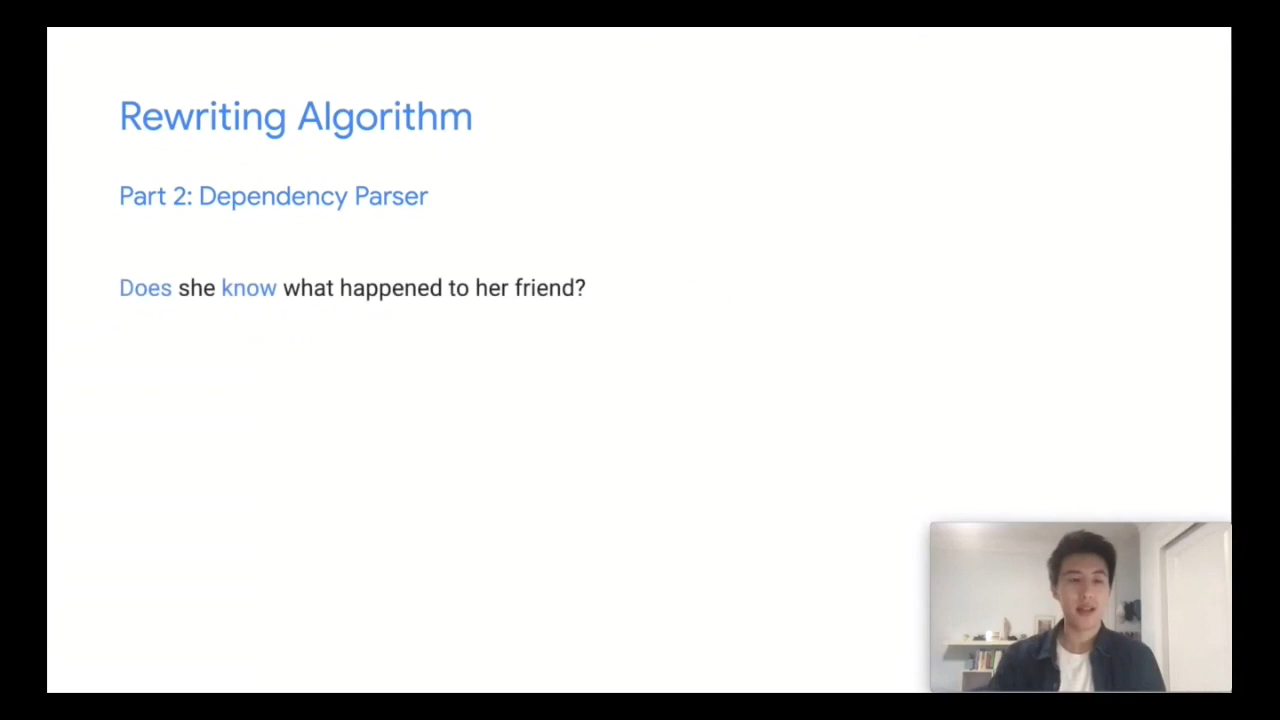 Rewriting Algorithm
Part 2: Dependency Parser
Does she know what happened to her friend?